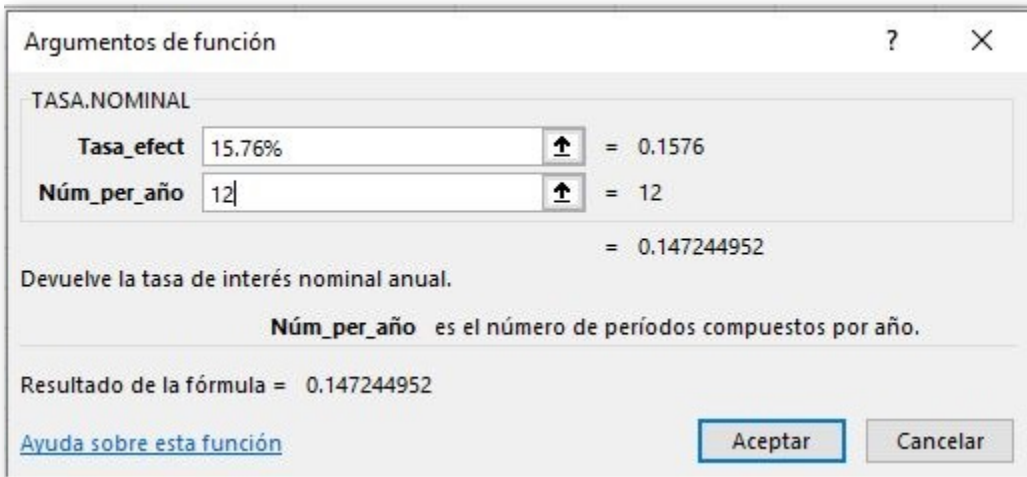 Argumentos de función ?
TASA.NOMINAL
Tasa_efect 15.76% = 0.1576
Núm_per_año 12 = 12
= 0.147244952
Devuelve la tasa de interés nominal anual.
Núm_per_año es el número de períodos compuestos por año.
Resultado de la fórmula = 0.147244952
Ayuda sobre esta función Aceptar Cancelar